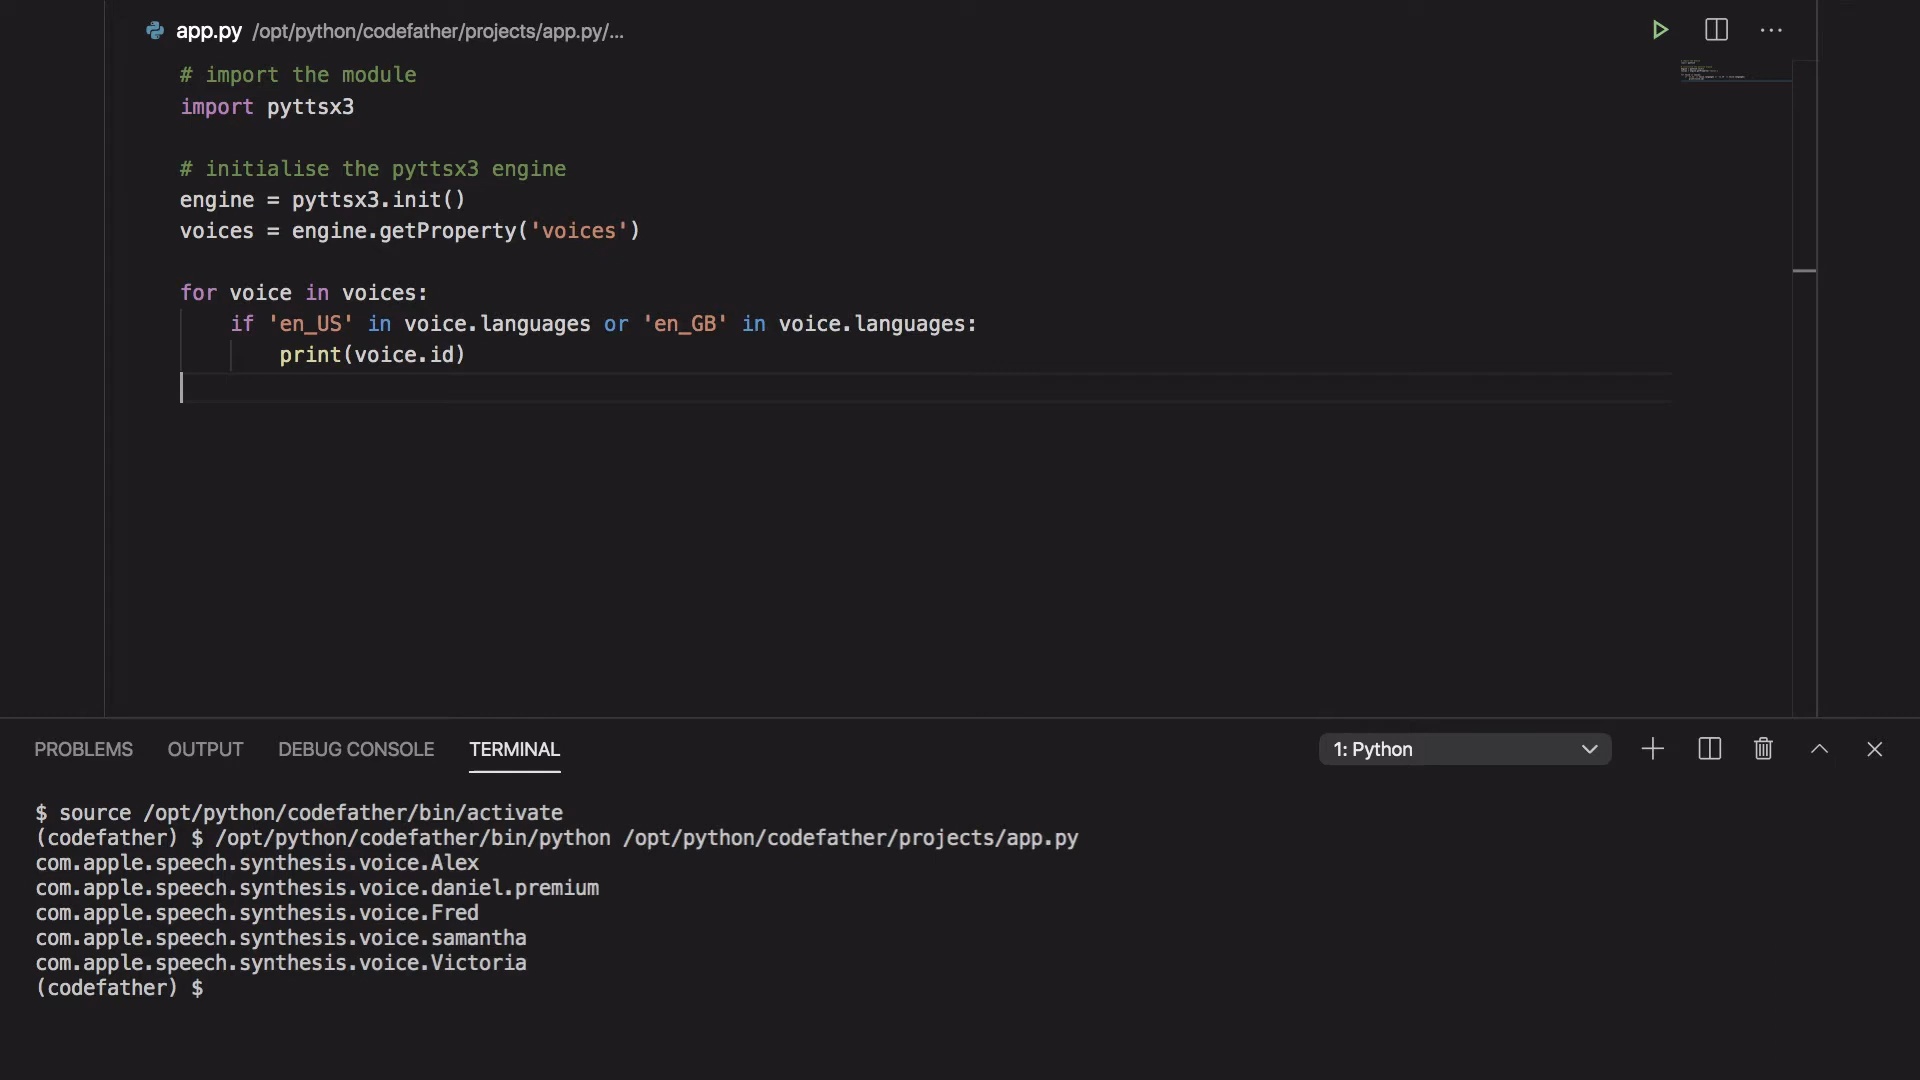 app.py /opt/python/codefather/projects/app.py/...
# import the module
import pyttsx3
# initialise the pyttsx3 engine
engine = pyttsx3.init()
voices = engine.getProperty('voices')
for voice in voices:
    if 'en_US' in voice.languages or 'en_GB' in voice.languages:
        print(voice.id)
PROBLEMS OUTPUT DEBUG CONSOLE TERMINAL 1: Python
$ source /opt/python/codefather/bin/activate
(codefather) $ /opt/python/codefather/bin/python /opt/python/codefather/projects/app.py
com.apple.speech.synthesis.voice.Alex
com.apple.speech.synthesis.voice.daniel.premium
com.apple.speech.synthesis.voice.Fred
com.apple.speech.synthesis.voice.samantha
com.apple.speech.synthesis.voice.Victoria
(codefather) $